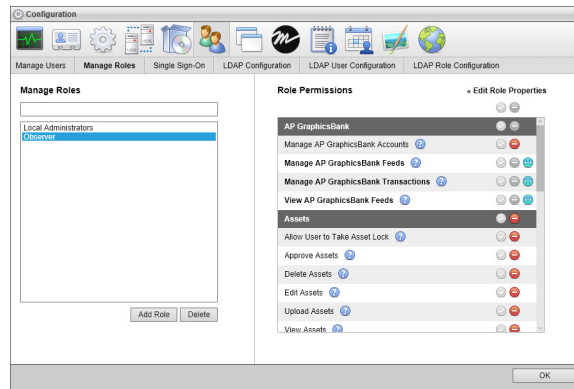 Configuration
Manage Users
Manage Roles
Single Sign-On
LDAP Configuration
LDAP User Configuration
LDAP Role Configuration
Manage Roles
Local Administrators
Observer
Add Role
Delete
Role Permissions
« Edit Role Properties
AP GraphicsBank
Manage AP GraphicsBank Accounts
Manage AP GraphicsBank Feeds
Manage AP GraphicsBank Transactions
View AP GraphicsBank Feeds
Assets
Allow User to Take Asset Lock
Approve Assets
Delete Assets
Edit Assets
Upload Assets
View Assets
OK